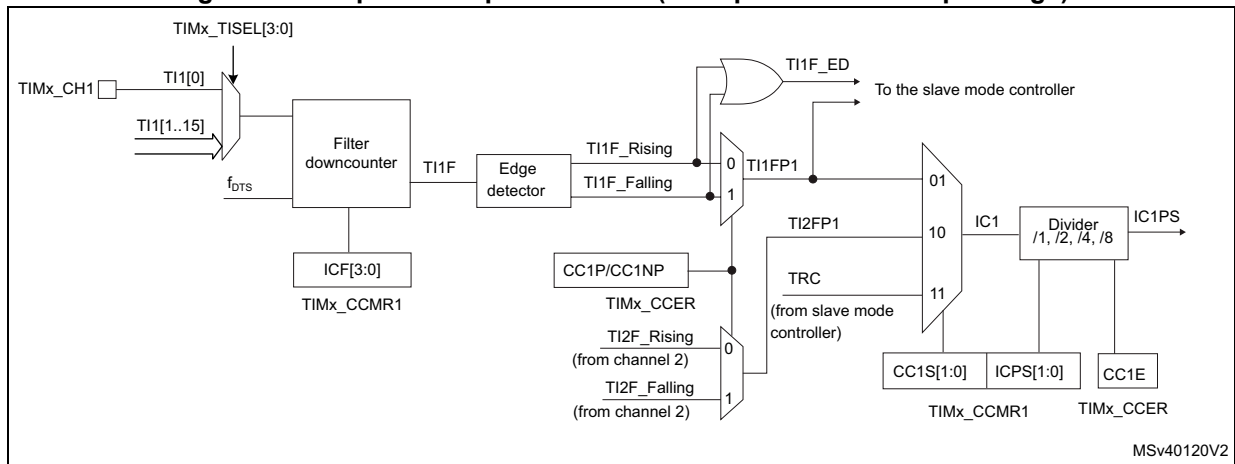 TIMx_TISEL[3:0]
TIMx_CH1
TI1[0]
TI1[1..15]
fDTS
Filter
downcounter
ICF[3:0]
TIMx_CCMR1
TI1F
Edge
detector
TI1F_Rising
TI1F_Falling
TI1F_ED
To the slave mode controller
0
1
TI1FP1
CC1P/CC1NP
TIMx_CCER
TI2F_Rising
(from channel 2)
TI2F_Falling
(from channel 2)
0
1
TI2FP1
TRC
(from slave mode
controller)
01
10
11
IC1
Divider
/1, /2, /4, /8
IC1PS
CC1S[1:0]
ICPS[1:0]
TIMx_CCMR1
CC1E
TIMx_CCER
MSv40120V2